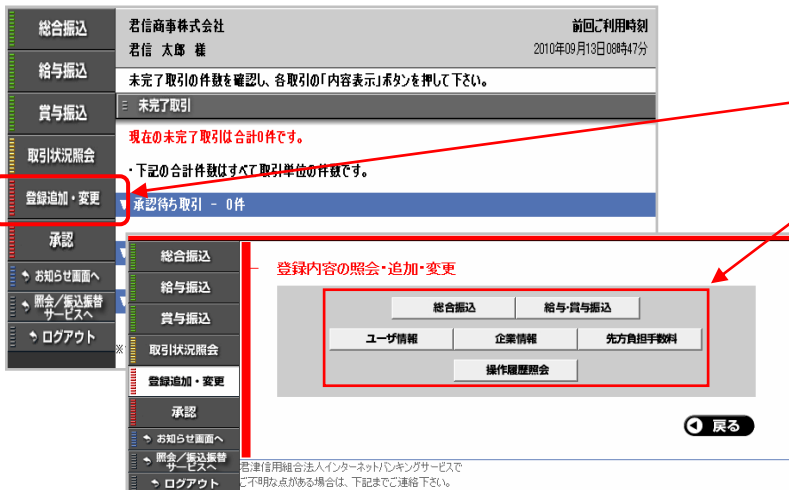 総合振込
給与振込
賞与振込
取引状況照会
登録追加・変更
承認
お知らせ画面へ
照会/振込振替
サービスへ
ログアウト
君信商事株式会社
君信 太郎 様
前回ご利用時刻
2010年09月13日08時47分
未完了取引の件数を確認し、各取引の「内容表示」ボタンを押して下さい。
未完了取引
現在の未完了取引は合計0件です。
・下記の合計件数はすべて取引単位の件数です。
▼ 承認待ち取引 - 0件
▼
▼
※
総合振込
給与振込
賞与振込
取引状況照会
登録追加・変更
承認
お知らせ画面へ
照会/振込振替
サービスへ
ログアウト
登録内容の照会・追加・変更
総合振込
給与・賞与振込
ユーザ情報
企業情報
先方負担手数料
操作履歴照会
戻る
君津信用組合法人インターネットバンキングサービスで
ご不明な点がある場合は、下記までご連絡下さい。